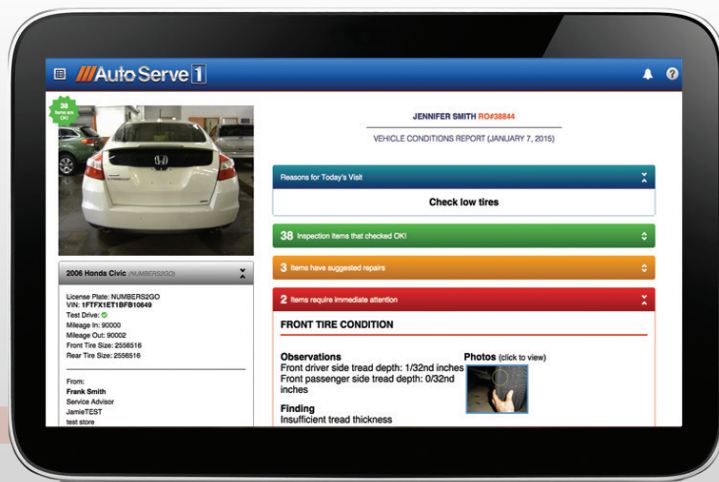 AutoServe1
38
Items are
OK!
JENNIFER SMITH RO#38844
VEHICLE CONDITIONS REPORT (JANUARY 7, 2015)
Reasons for Today's Visit
Check low tires
38 Inspection items that checked OK!
3 Items have suggested repairs
2 Items require immediate attention
FRONT TIRE CONDITION
Observations
Front driver side tread depth: 1/32nd inches
Front passenger side tread depth: 0/32nd
inches
Finding
Insufficient tread thickness
Photos (click to view)
2006 Honda Civic (NUMBERS2GO)
License Plate: NUMBERS2GO
VIN: 1FTFX1ET1BFB10649
Test Drive:
Mileage In: 90000
Mileage Out: 90002
Front Tire Size: 2556516
Rear Tire Size: 2556516
From:
Frank Smith
Service Advisor
JamieTEST
test store